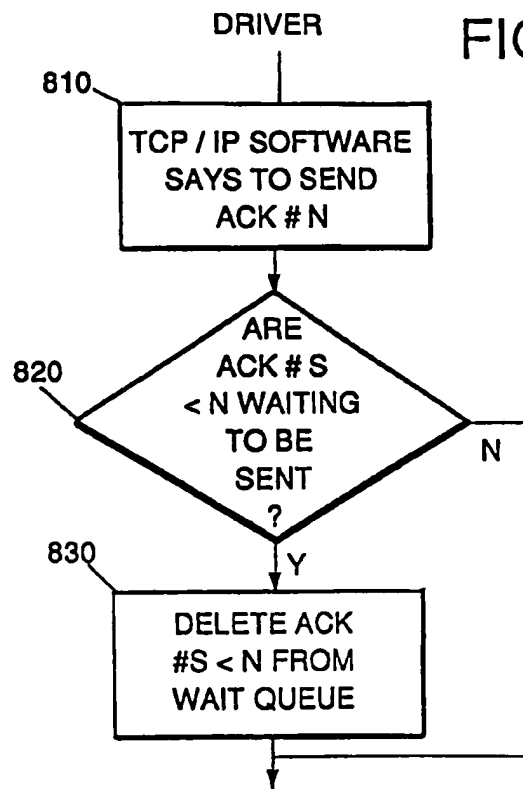 DRIVER
FIG
810
TCP / IP SOFTWARE
SAYS TO SEND
ACK # N
820
ARE
ACK # S
< N WAITING
TO BE
SENT
?
N
Y
830
DELETE ACK
#S < N FROM
WAIT QUEUE